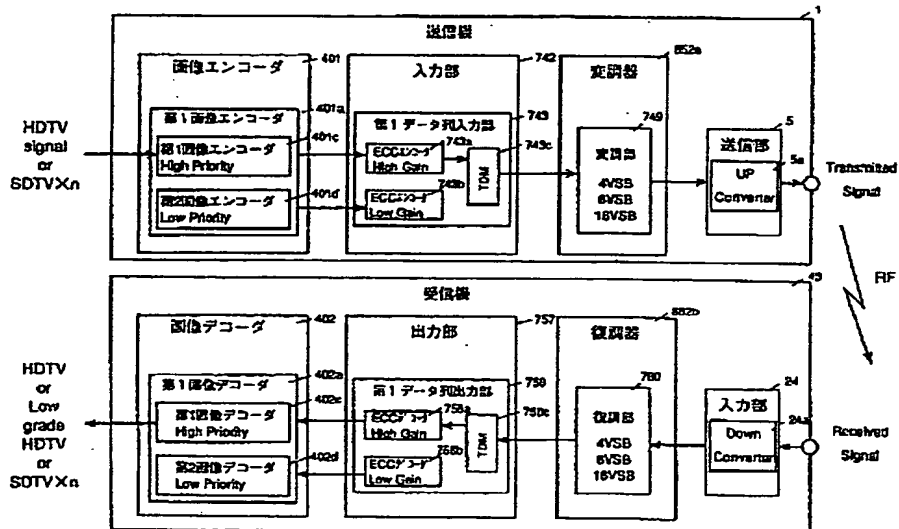 1
送信機
画像エンコーダ
401
入力部
742
変調器
852a
第1画像エンコーダ
401a
第1データ列入力部
743
749
5
HDTV
signal
or
SDTV×n
第1画像エンコーダ
High Priority
401c
ECCエンコーダ
High Gain
743a
TDM
743c
変調部
4VSB
8VSB
16VSB
送信部
5a
UP
Converter
Transmitted
Signal
第2画像エンコーダ
Low Priority
401d
ECCエンコーダ
Low Gain
743b
RF
43
受信機
画像デコーダ
402
出力部
757
復調器
852b
第1画像デコーダ
402a
第1データ列出力部
758
760
24
HDTV
or
Low
grade
HDTV or
SDTV×n
第1画像デコーダ
High Priority
402c
ECCデコーダ
High Gain
758a
TDM
758c
復調部
4VSB
8VSB
16VSB
入力部
24a
Down
Converter
Received
Signal
第2画像デコーダ
Low Priority
402d
ECCデコーダ
Low Gain
758b